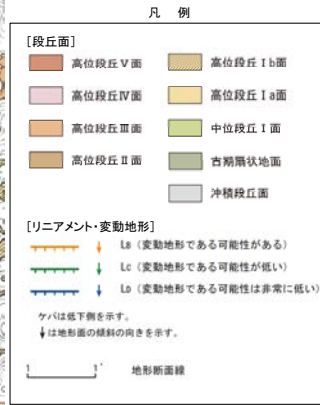 凡 例
[段丘面]
高位段丘Ⅴ面
高位段丘Ⅳ面
高位段丘Ⅲ面
高位段丘Ⅱ面
高位段丘Ⅰb面
高位段丘Ⅰa面
中位段丘Ⅰ面
古期扇状地面
沖積段丘面
[リニアメント・変動地形]
LB（変動地形である可能性がある）
LC（変動地形である可能性が低い）
LD（変動地形である可能性は非常に低い）
ケバは低下側を示す。
↓は地形面の傾斜の向きを示す。
1 1' 地形断面線